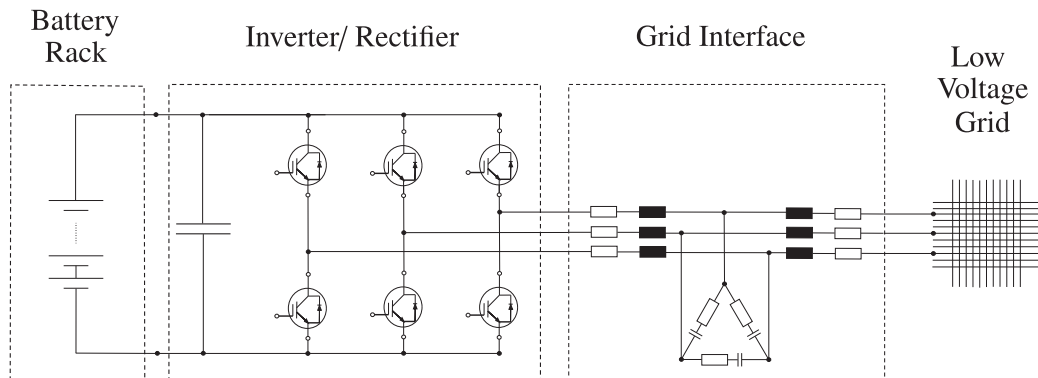 Battery
Rack
Inverter/ Rectifier
Grid Interface
Low
Voltage
Grid